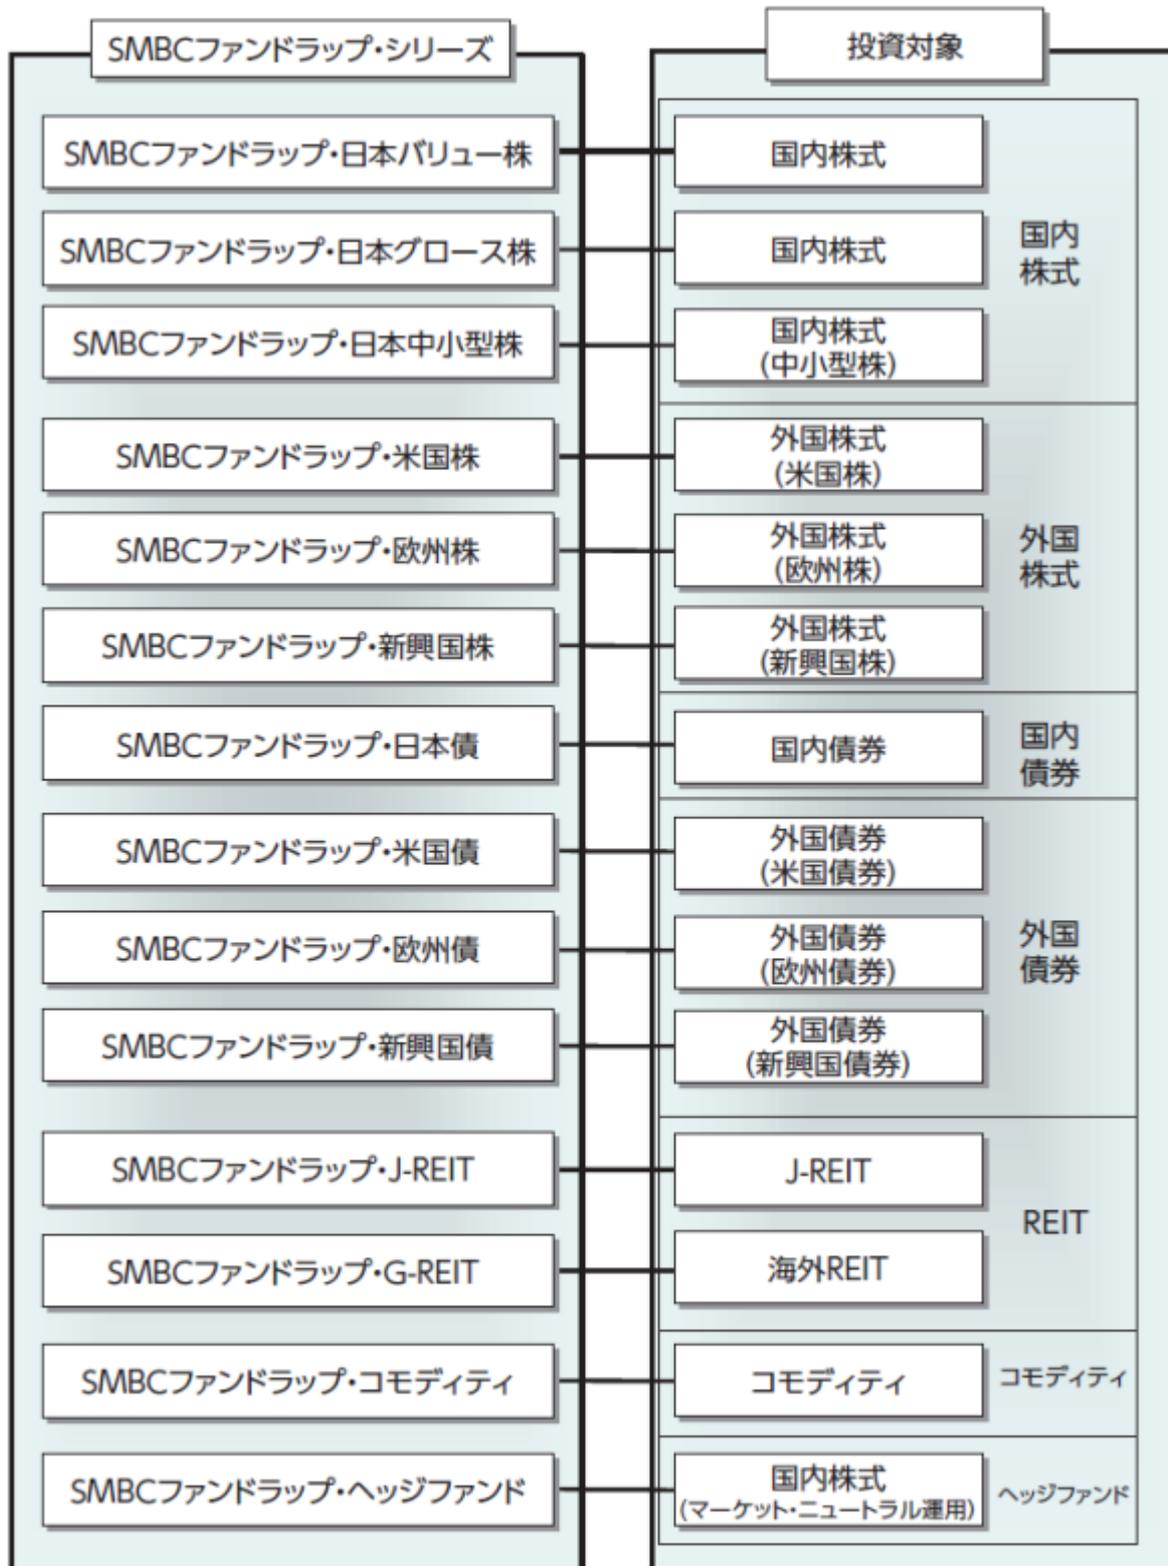 SMBCファンドラップ・シリーズ
投資対象
SMBCファンドラップ・日本バリュー株
国内株式
SMBCファンドラップ・日本グロース株
国内株式
国内
株式
SMBCファンドラップ・日本中小型株
国内株式
(中小型株)
SMBCファンドラップ・米国株
外国株式
(米国株)
SMBCファンドラップ・欧州株
外国株式
(欧州株)
外国
株式
SMBCファンドラップ・新興国株
外国株式
(新興国株)
SMBCファンドラップ・日本債
国内債券
国内
債券
SMBCファンドラップ・米国債
外国債券
(米国債券)
SMBCファンドラップ・欧州債
外国債券
(欧州債券)
外国
債券
SMBCファンドラップ・新興国債
外国債券
(新興国債券)
SMBCファンドラップ・J-REIT
J-REIT
REIT
SMBCファンドラップ・G-REIT
海外REIT
SMBCファンドラップ・コモディティ
コモディティ
コモディティ
SMBCファンドラップ・ヘッジファンド
国内株式
(マーケット・ニュートラル運用)
ヘッジファンド